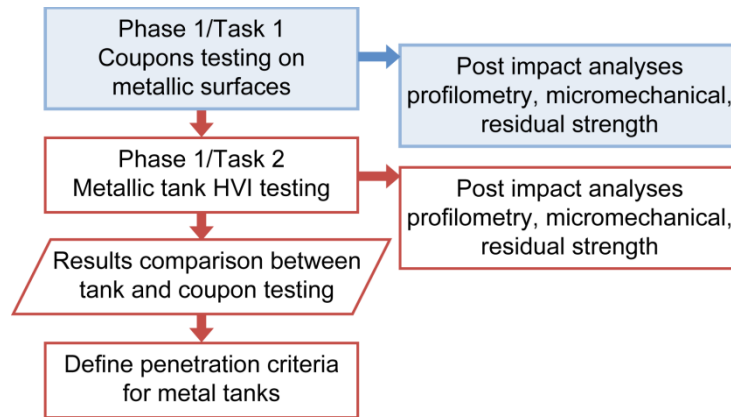 Phase 1/Task 1
Coupons testing on
metallic surfaces
Post impact analyses
profilometry, micromechanical,
residual strength
Phase 1/Task 2
Metallic tank HVI testing
Post impact analyses
profilometry, micromechanical,
residual strength
Results comparison between
tank and coupon testing
Define penetration criteria
for metal tanks